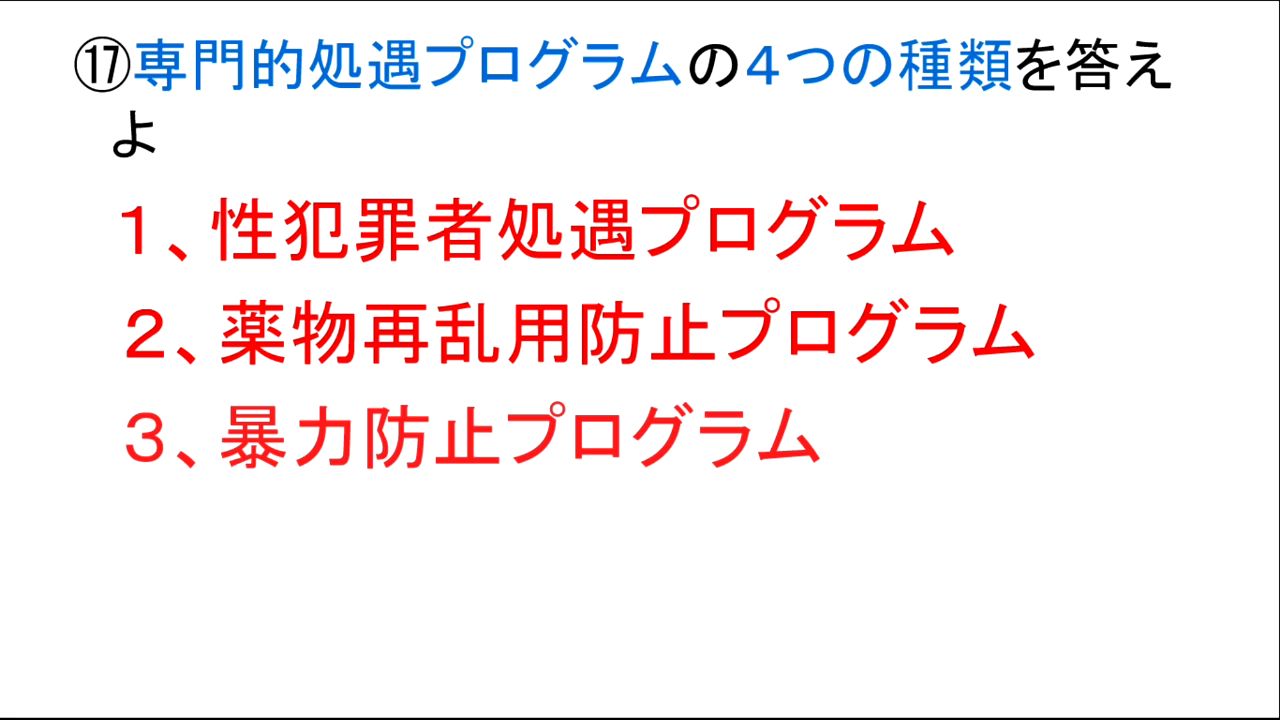 ⑰専門的処遇プログラムの４つの種類を答え
よ
１、性犯罪者処遇プログラム
２、薬物再乱用防止プログラム
３、暴力防止プログラム